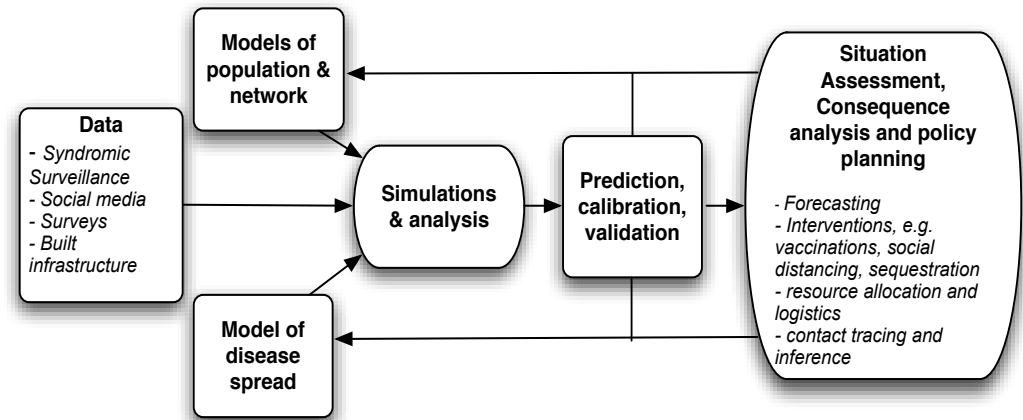 Data
- Syndromic
Surveillance
- Social media
- Surveys
- Built
infrastructure
Models of
population &
network
Model of
disease
spread
Simulations
& analysis
Prediction,
calibration,
validation
Situation
Assessment,
Consequence
analysis and policy
planning
- Forecasting
- Interventions, e.g.
vaccinations, social
distancing, sequestration
- resource allocation and
logistics
- contact tracing and
inference